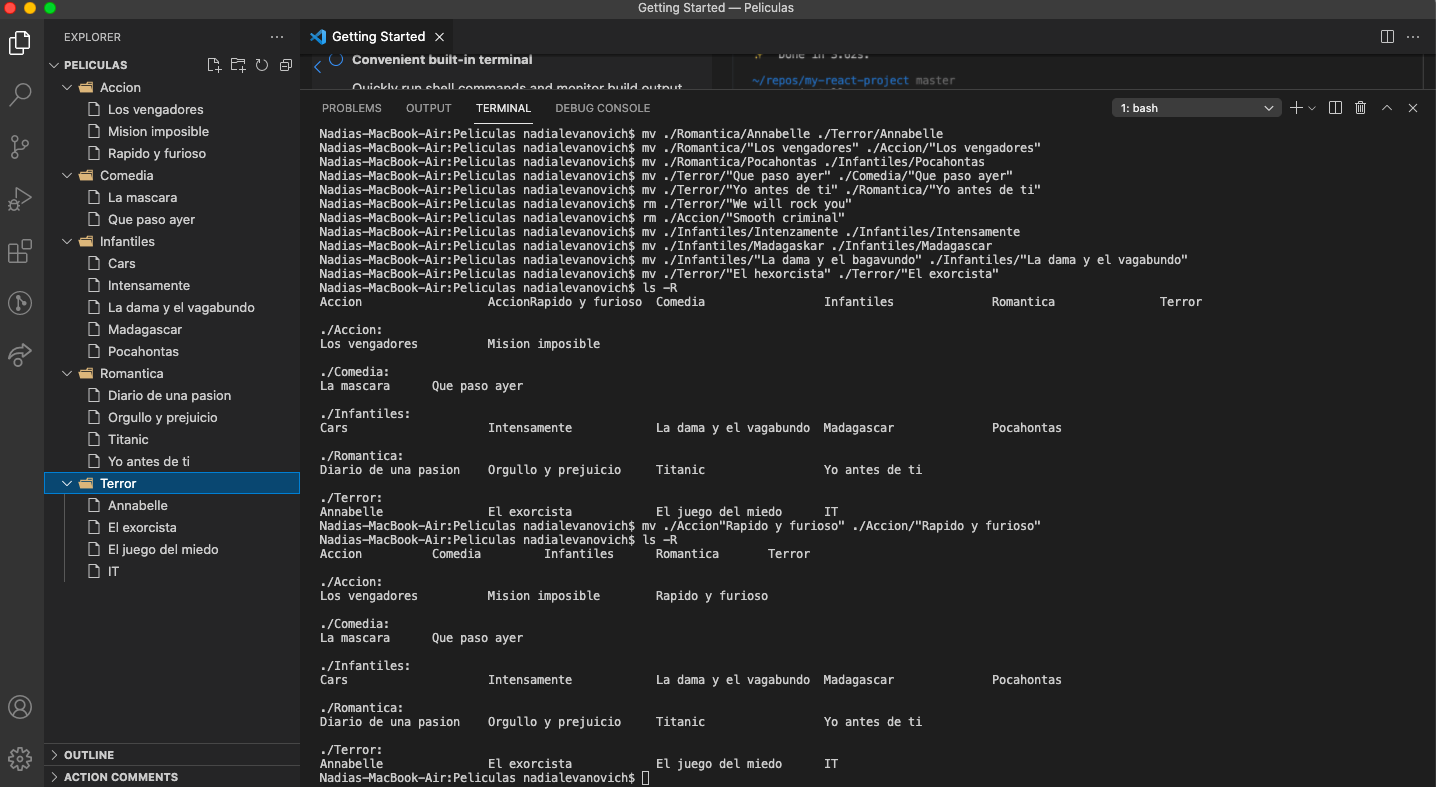 Getting Started — Peliculas
EXPLORER
PELICULAS
Accion
Los vengadores
Mision imposible
Rapido y furioso
Comedia
La mascara
Que paso ayer
Infantiles
Cars
Intensamente
La dama y el vagabundo
Madagascar
Pocahontas
Romantica
Diario de una pasion
Orgullo y prejuicio
Titanic
Yo antes de ti
Terror
Annabelle
El exorcista
El juego del miedo
IT
OUTLINE
ACTION COMMENTS
Getting Started
Convenient built-in terminal
Quickly run shell commands and monitor build output
Done in 3.02s.
~/repos/my-react-project master
PROBLEMS OUTPUT TERMINAL DEBUG CONSOLE
1: bash
Nadias-MacBook-Air:Peliculas nadialevanovich$ mv ./Romantica/Annabelle ./Terror/Annabelle
Nadias-MacBook-Air:Peliculas nadialevanovich$ mv ./Romantica/"Los vengadores" ./Accion/"Los vengadores"
Nadias-MacBook-Air:Peliculas nadialevanovich$ mv ./Romantica/Pocahontas ./Infantiles/Pocahontas
Nadias-MacBook-Air:Peliculas nadialevanovich$ mv ./Terror/"Que paso ayer" ./Comedia/"Que paso ayer"
Nadias-MacBook-Air:Peliculas nadialevanovich$ mv ./Terror/"Yo antes de ti" ./Romantica/"Yo antes de ti"
Nadias-MacBook-Air:Peliculas nadialevanovich$ rm ./Terror/"We will rock you"
Nadias-MacBook-Air:Peliculas nadialevanovich$ rm ./Accion/"Smooth criminal"
Nadias-MacBook-Air:Peliculas nadialevanovich$ mv ./Infantiles/Intenzamente ./Infantiles/Intensamente
Nadias-MacBook-Air:Peliculas nadialevanovich$ mv ./Infantiles/Madagaskar ./Infantiles/Madagascar
Nadias-MacBook-Air:Peliculas nadialevanovich$ mv ./Infantiles/"La dama y el bagavundo" ./Infantiles/"La dama y el vagabundo"
Nadias-MacBook-Air:Peliculas nadialevanovich$ mv ./Terror/"El hexorcista" ./Terror/"El exorcista"
Nadias-MacBook-Air:Peliculas nadialevanovich$ ls -R
Accion AccionRapido y furioso Comedia Infantiles Romantica Terror
./Accion:
Los vengadores Mision imposible
./Comedia:
La mascara Que paso ayer
./Infantiles:
Cars Intensamente La dama y el vagabundo Madagascar Pocahontas
./Romantica:
Diario de una pasion Orgullo y prejuicio Titanic Yo antes de ti
./Terror:
Annabelle El exorcista El juego del miedo IT
Nadias-MacBook-Air:Peliculas nadialevanovich$ mv ./Accion"Rapido y furioso" ./Accion/"Rapido y furioso"
Nadias-MacBook-Air:Peliculas nadialevanovich$ ls -R
Accion Comedia Infantiles Romantica Terror
./Accion:
Los vengadores Mision imposible Rapido y furioso
./Comedia:
La mascara Que paso ayer
./Infantiles:
Cars Intensamente La dama y el vagabundo Madagascar Pocahontas
./Romantica:
Diario de una pasion Orgullo y prejuicio Titanic Yo antes de ti
./Terror:
Annabelle El exorcista El juego del miedo IT
Nadias-MacBook-Air:Peliculas nadialevanovich$